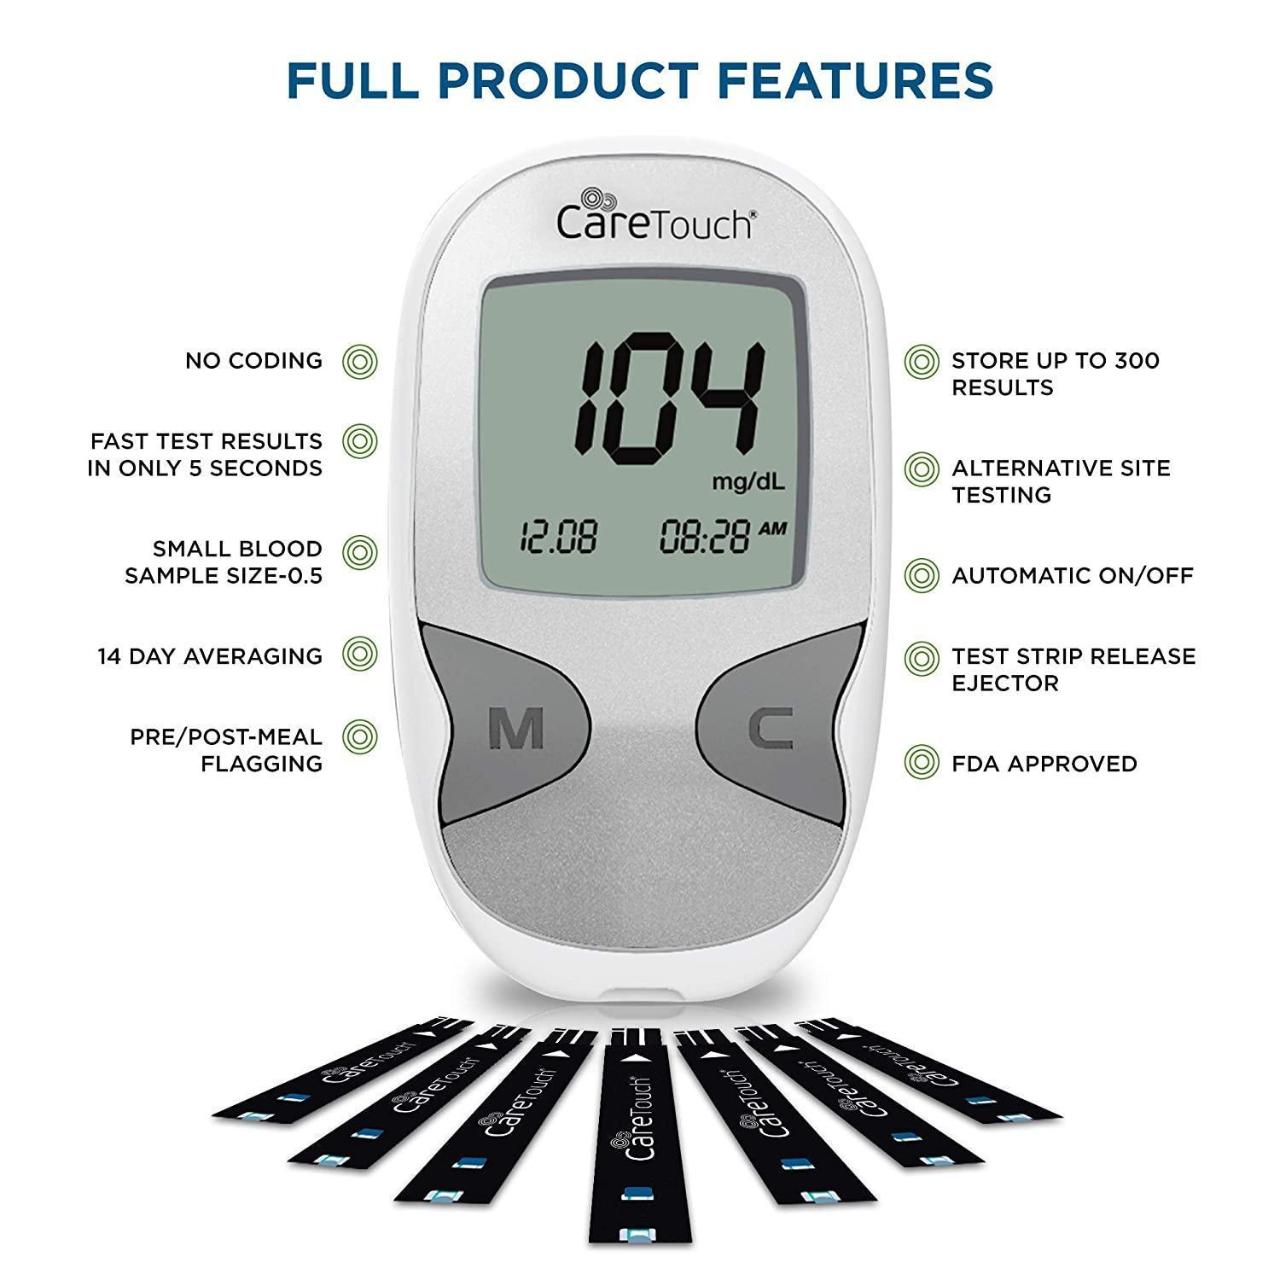 FULL PRODUCT FEATURES
CareTouch®
104
mg/dL
12.08 08:28 AM
NO CODING
FAST TEST RESULTS
IN ONLY 5 SECONDS
SMALL BLOOD
SAMPLE SIZE-0.5
14 DAY AVERAGING
PRE/POST-MEAL
FLAGGING
STORE UP TO 300
RESULTS
ALTERNATIVE SITE
TESTING
AUTOMATIC ON/OFF
TEST STRIP RELEASE
EJECTOR
FDA APPROVED
M
C
CareTouch
CareTouch
CareTouch
CareTouch
CareTouch
CareTouch
CareTouch